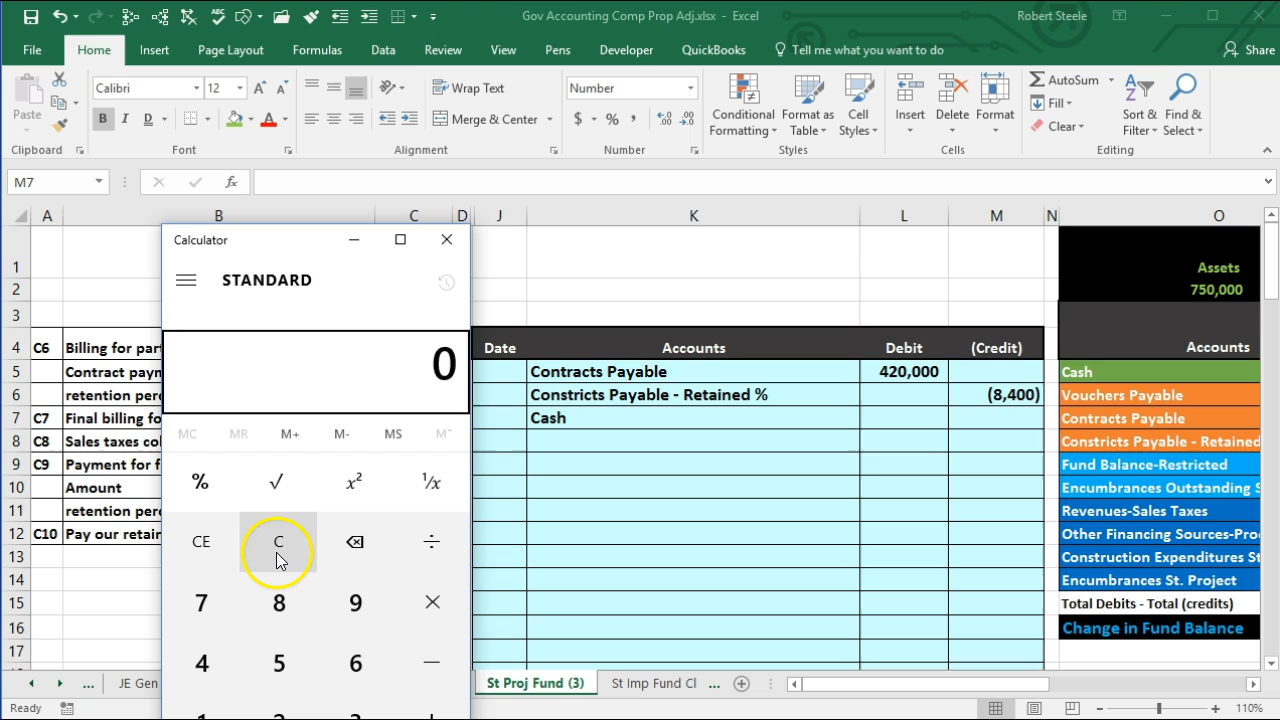 Gov Accounting Comp Prop Adj.xlsx - Excel
Robert Steele
File Home Insert Page Layout Formulas Data Review View Pens Developer QuickBooks Tell me what you want to do Share
Calibri 12 Wrap Text Number AutoSum
Paste Fill
B I D Merge & Center $ % Conditional Formatting Format as Table Cell Styles Insert Delete Format Clear Sort & Filter Find & Select
Clipboard Font Alignment Number Styles Cells Editing
M7 fx
A B C D J K L M N O
Calculator
STANDARD
0
MC MR M+ M- MS M˅
% √ x² ¹/x
CE C ÷
7 8 9 ×
4 5 6 −
1 2 3 +
1 Assets
2 750,000
3
4 C6 Billing for part Date Accounts Debit (Credit) Accounts
5 Contract paym Contracts Payable 420,000 Cash
6 retention perc Constricts Payable - Retained % (8,400) Vouchers Payable
7 C7 Final billing fo Cash Contracts Payable
8 C8 Sales taxes col Constricts Payable - Retained
9 C9 Payment for f Fund Balance-Restricted
10 Amount Encumbrances Outstanding S
11 retention perc Revenues-Sales Taxes
12 C10 Pay our retain Other Financing Sources-Pro
13 Construction Expenditures St
14 Encumbrances St. Project
15 Total Debits - Total (credits)
16 Change in Fund Balance
17
... JE Gen St Proj Fund (3) St Imp Fund Cl ...
Ready 110%